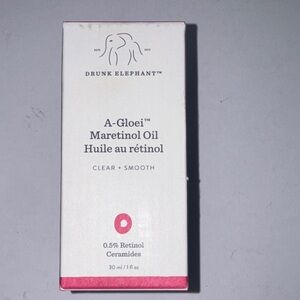 DRUNK ELEPHANT™
A-Gloei™
Maretinol Oil
Huile au rétinol
CLEAR + SMOOTH
0.5% Retinol
Ceramides
30 ml / 1 fl oz